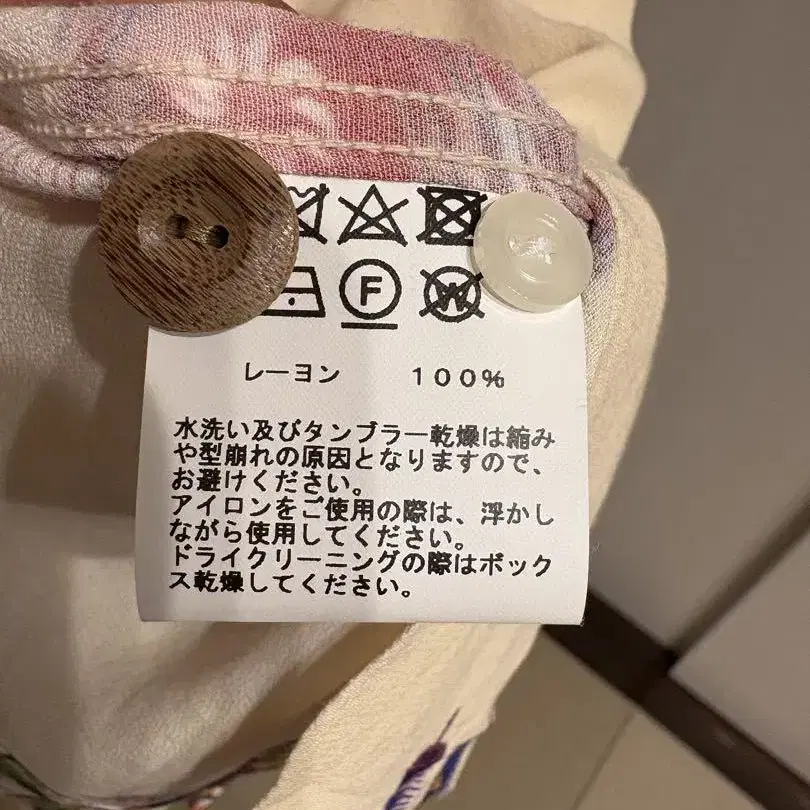 F
W
レーヨン 100%
水洗い及びタンブラー乾燥は縮み
や型崩れの原因となりますので、
お避けください。
アイロンをご使用の際は、浮かし
ながら使用してください。
ドライクリーニングの際はボック
ス乾燥してください。